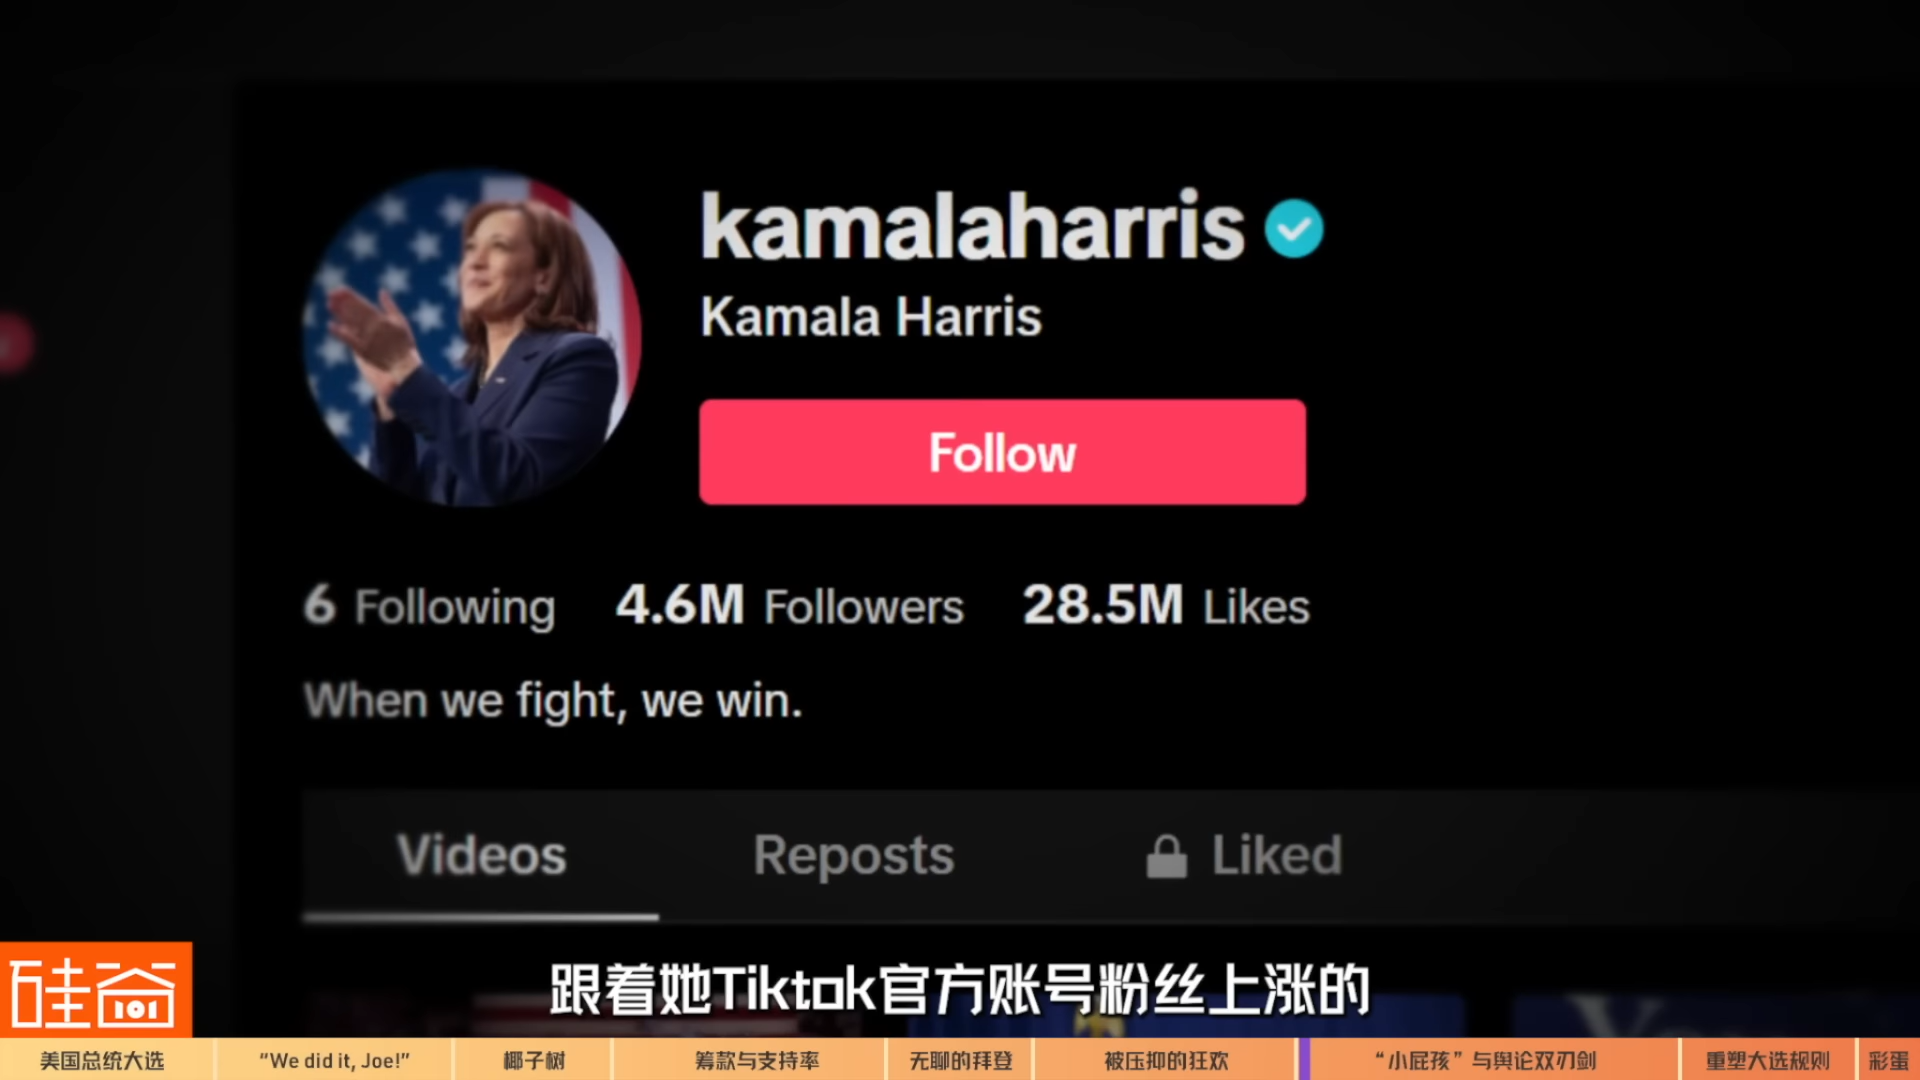 kamalaharris
Kamala Harris
Follow
6 Following 4.6M Followers 28.5M Likes
When we fight, we win.
Videos Reposts Liked
跟着她Tiktok官方账号粉丝上涨的
硅谷101
美国总统大选 “We did it, Joe!” 椰子树 筹款与支持率 无聊的拜登 被压抑的狂欢 “小屁孩”与舆论双刃剑 重塑大选规则 彩蛋